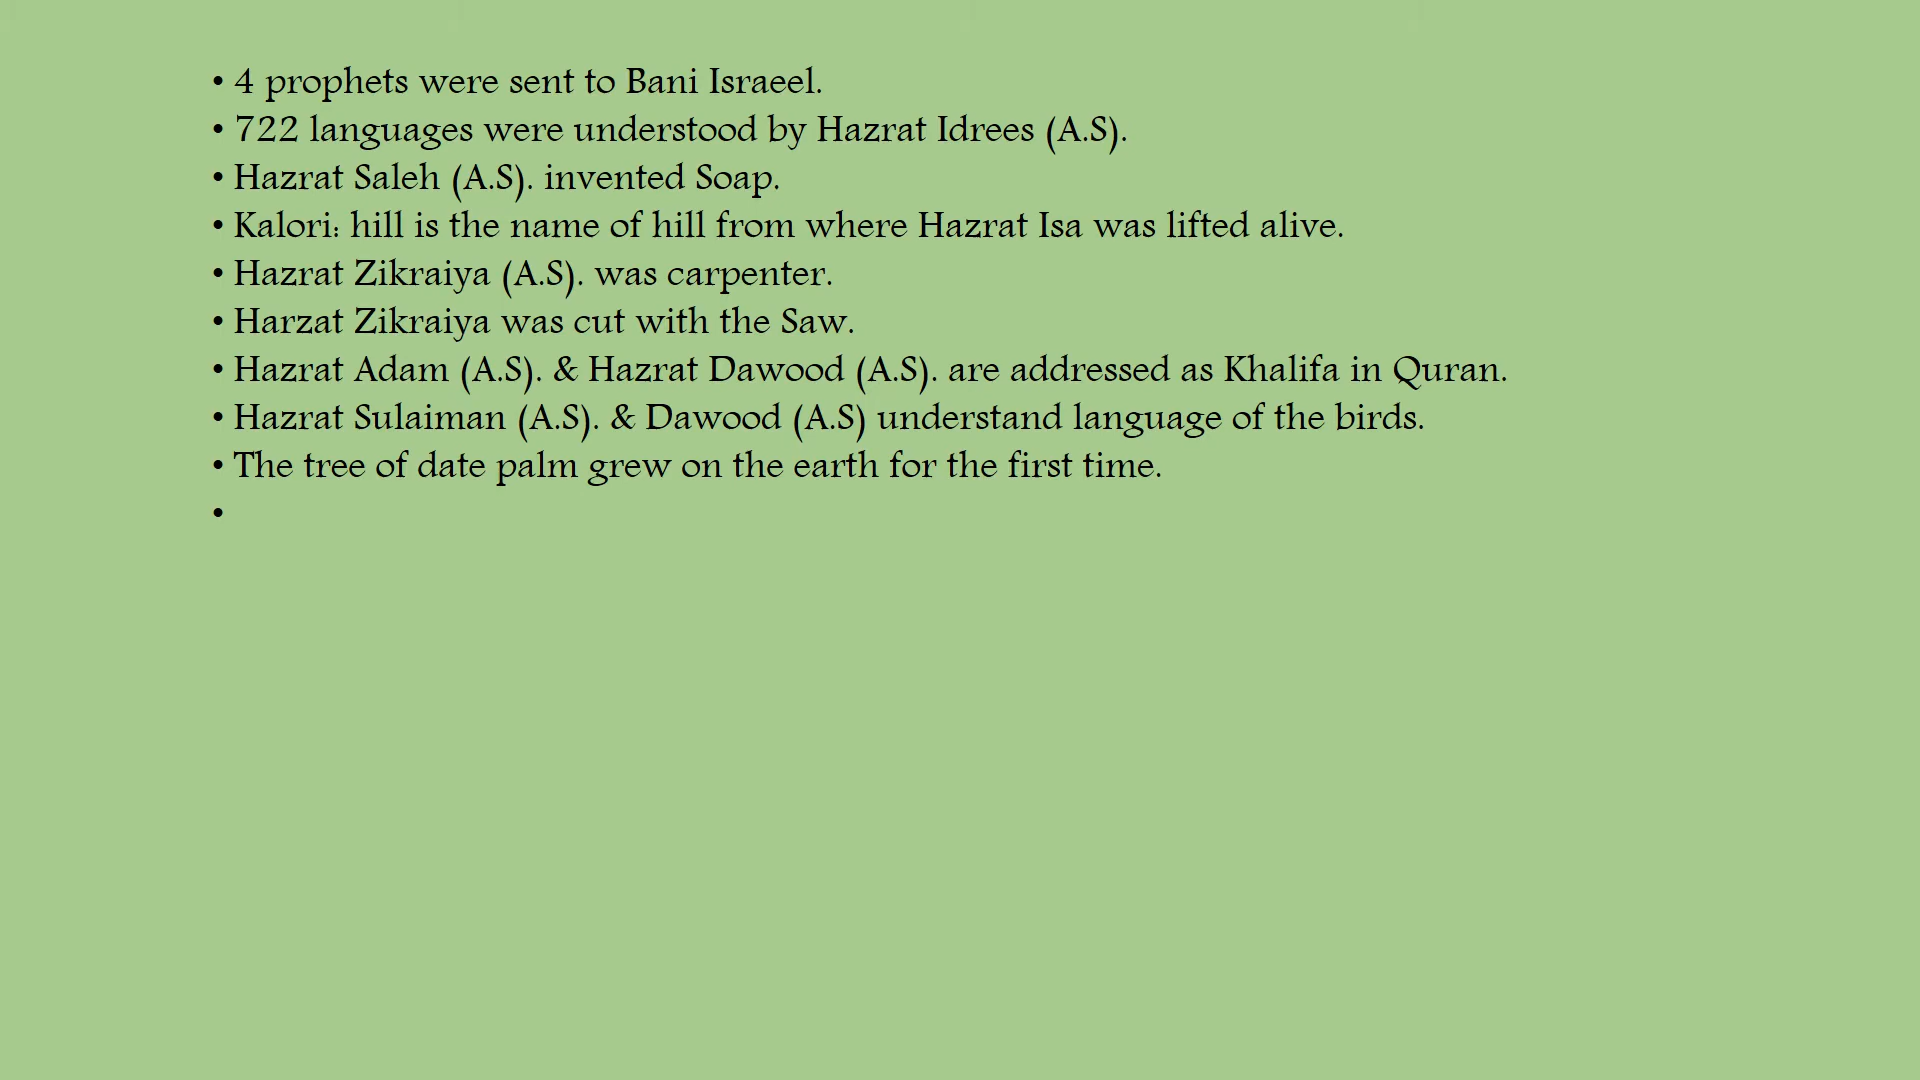 • 4 prophets were sent to Bani Israeel.
• 722 languages were understood by Hazrat Idrees (A.S).
• Hazrat Saleh (A.S). invented Soap.
• Kalori: hill is the name of hill from where Hazrat Isa was lifted alive.
• Hazrat Zikraiya (A.S). was carpenter.
• Harzat Zikraiya was cut with the Saw.
• Hazrat Adam (A.S). & Hazrat Dawood (A.S). are addressed as Khalifa in Quran.
• Hazrat Sulaiman (A.S). & Dawood (A.S) understand language of the birds.
• The tree of date palm grew on the earth for the first time.
•